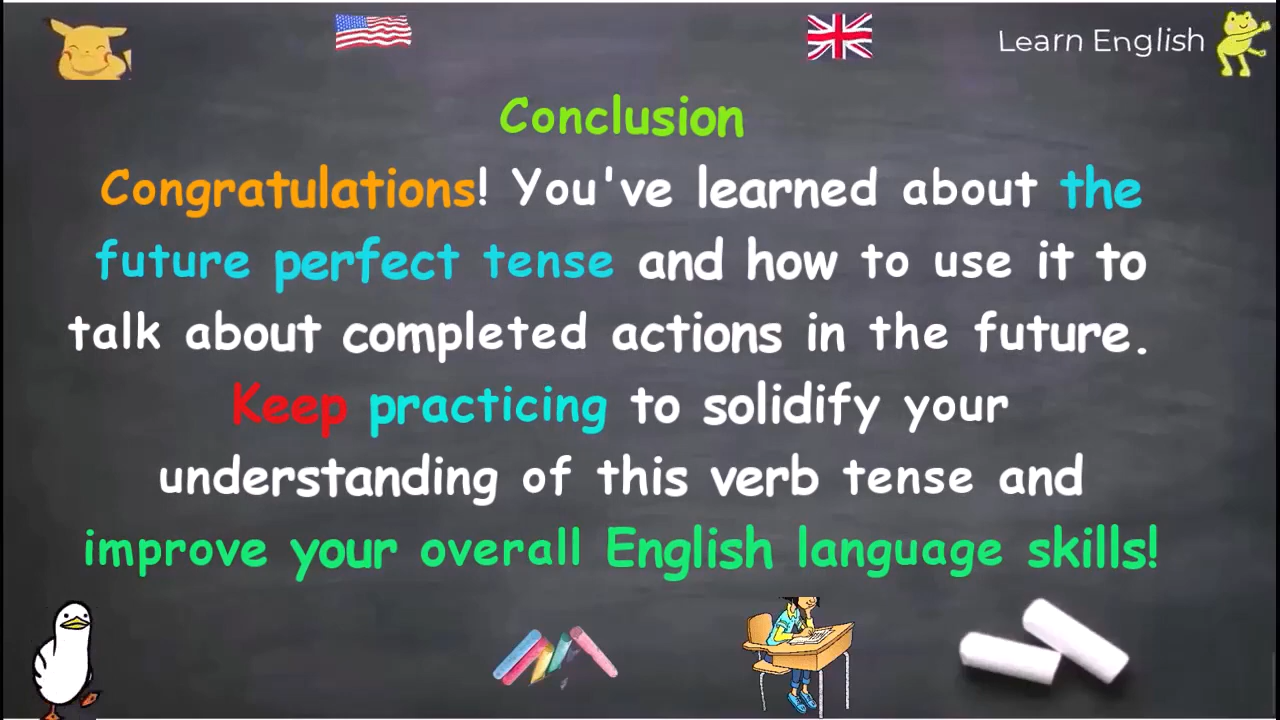 Learn English
Conclusion
Congratulations! You've learned about the
future perfect tense and how to use it to
talk about completed actions in the future.
Keep practicing to solidify your
understanding of this verb tense and
improve your overall English language skills!